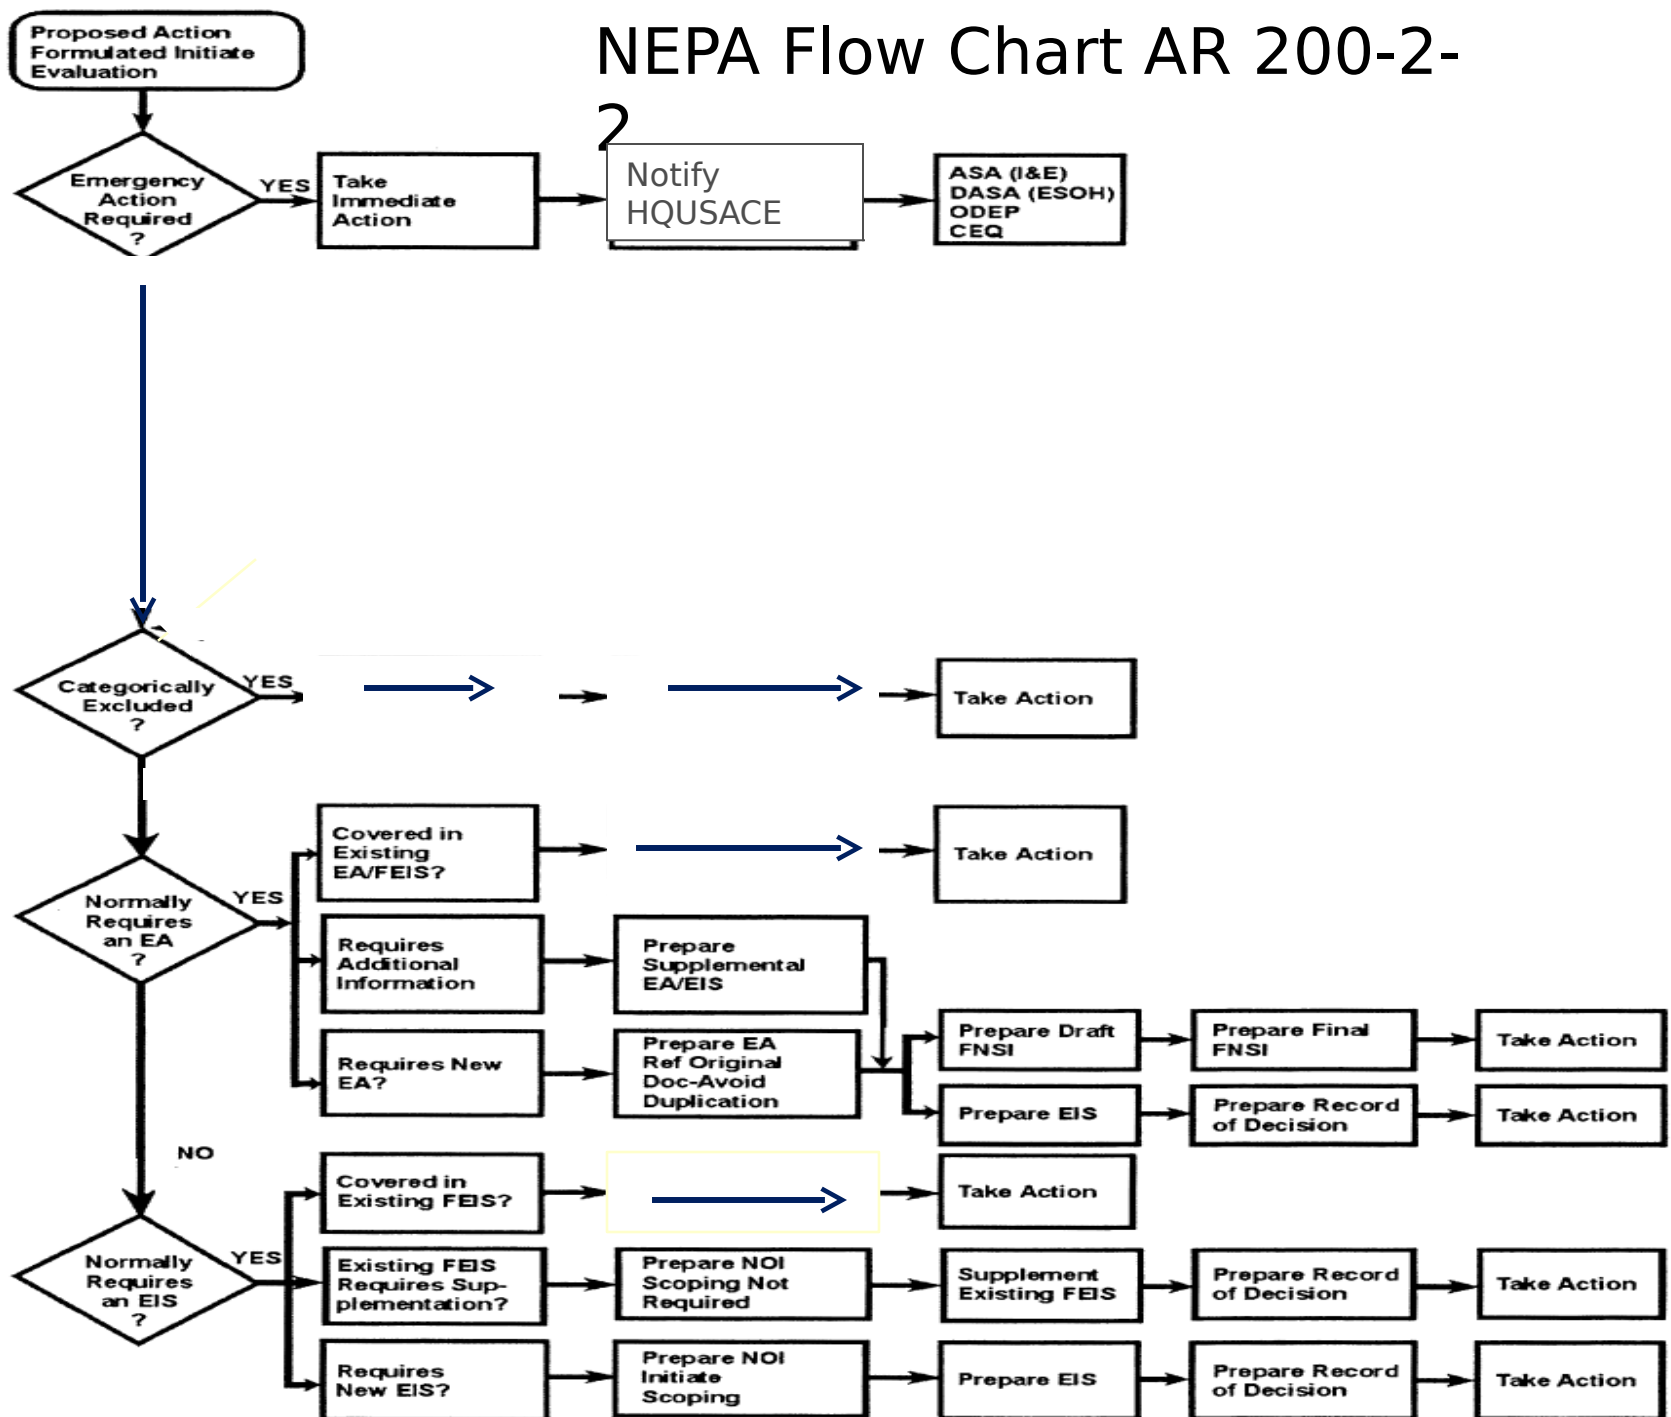 Proposed Action
Formulated Initiate
Evaluation
NEPA Flow Chart AR 200-2-
2
Emergency
Action
Required
?
YES
Take
Immediate
Action
Notify
HQUSACE
ASA (I&E)
DASA (ESOH)
ODEP
CEQ
Categorically
Excluded
?
YES
Take Action
Normally
Requires
an EA
?
YES
Covered in
Existing
EA/FEIS?
Take Action
Requires
Additional
Information
Prepare
Supplemental
EA/EIS
Requires New
EA?
Prepare EA
Ref Original
Doc-Avoid
Duplication
Prepare Draft
FNSI
Prepare Final
FNSI
Take Action
Prepare EIS
Prepare Record
of Decision
Take Action
NO
Normally
Requires
an EIS
?
YES
Covered in
Existing FEIS?
Take Action
Existing FEIS
Requires Sup-
plementation?
Prepare NOI
Scoping Not
Required
Supplement
Existing FEIS
Prepare Record
of Decision
Take Action
Requires
New EIS?
Prepare NOI
Initiate
Scoping
Prepare EIS
Prepare Record
of Decision
Take Action